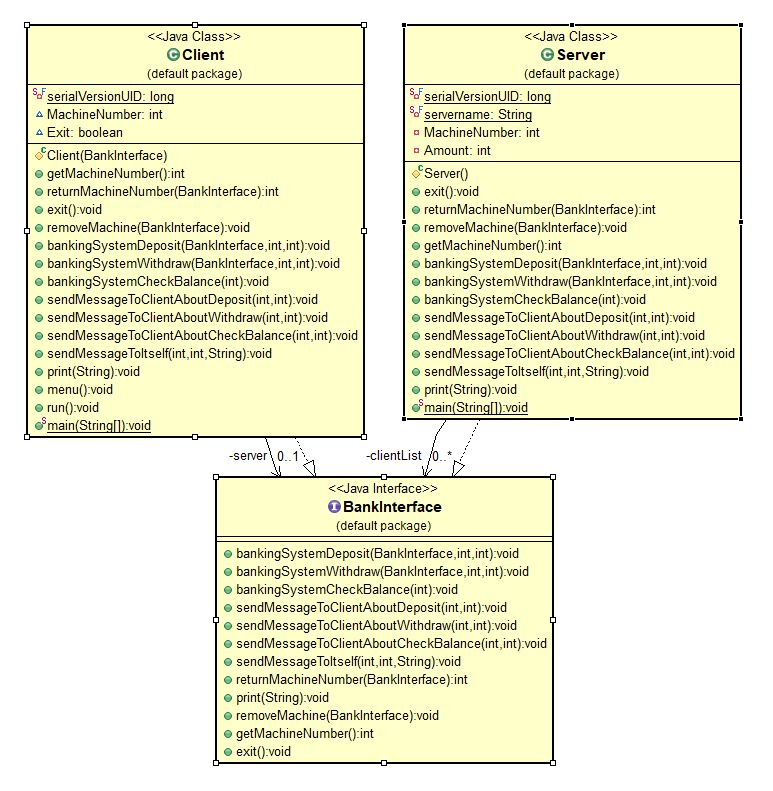 <<Java Class>>
Client
(default package)
serialVersionUID: long
MachineNumber: int
Exit: boolean
Client(BankInterface)
getMachineNumber():int
returnMachineNumber(BankInterface):int
exit():void
removeMachine(BankInterface):void
bankingSystemDeposit(BankInterface,int,int):void
bankingSystemWithdraw(BankInterface,int,int):void
bankingSystemCheckBalance(int):void
sendMessageToClientAboutDeposit(int,int):void
sendMessageToClientAboutWithdraw(int,int):void
sendMessageToClientAboutCheckBalance(int,int):void
sendMessageToItself(int,int,String):void
print(String):void
menu():void
run():void
main(String[]):void
<<Java Class>>
Server
(default package)
serialVersionUID: long
servername: String
MachineNumber: int
Amount: int
Server()
exit():void
returnMachineNumber(BankInterface):int
removeMachine(BankInterface):void
getMachineNumber():int
bankingSystemDeposit(BankInterface,int,int):void
bankingSystemWithdraw(BankInterface,int,int):void
bankingSystemCheckBalance(int):void
sendMessageToClientAboutDeposit(int,int):void
sendMessageToClientAboutWithdraw(int,int):void
sendMessageToClientAboutCheckBalance(int,int):void
sendMessageToItself(int,int,String):void
print(String):void
main(String[]):void
-server 0..1
-clientList 0..*
<<Java Interface>>
BankInterface
(default package)
bankingSystemDeposit(BankInterface,int,int):void
bankingSystemWithdraw(BankInterface,int,int):void
bankingSystemCheckBalance(int):void
sendMessageToClientAboutDeposit(int,int):void
sendMessageToClientAboutWithdraw(int,int):void
sendMessageToClientAboutCheckBalance(int,int):void
sendMessageToItself(int,int,String):void
returnMachineNumber(BankInterface):int
print(String):void
removeMachine(BankInterface):void
getMachineNumber():int
exit():void